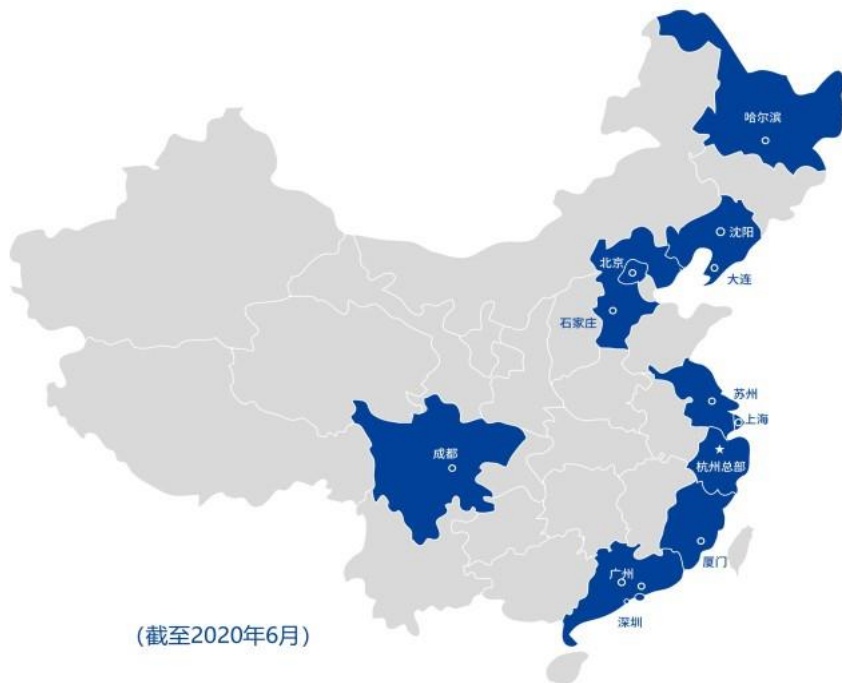 哈尔滨
沈阳
北京
大连
石家庄
苏州
上海
杭州总部
成都
厦门
广州
深圳
(截至2020年6月)